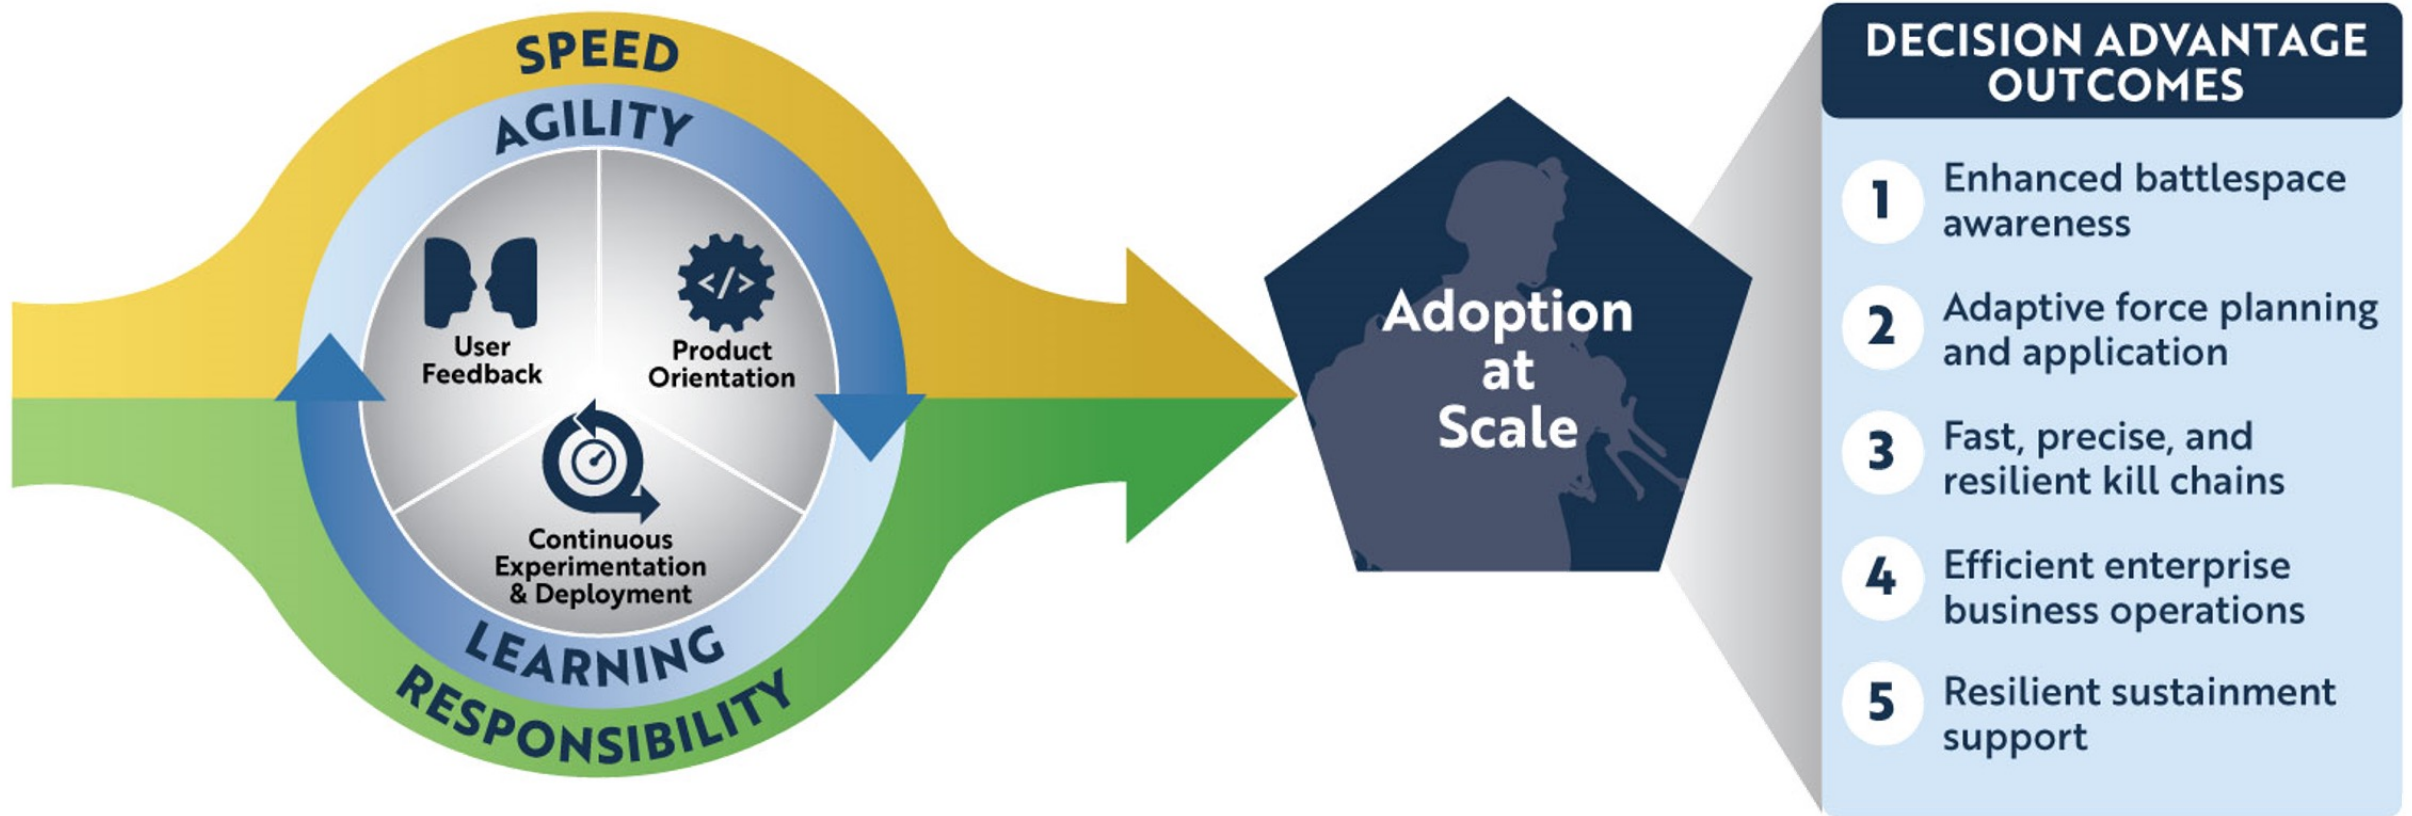 SPEED
AGILITY
User
Feedback
</>
Product
Orientation
Continuous
Experimentation
& Deployment
LEARNING
RESPONSIBILITY
Adoption
at
Scale
DECISION ADVANTAGE
OUTCOMES
1
Enhanced battlespace
awareness
2
Adaptive force planning
and application
3
Fast, precise, and
resilient kill chains
4
Efficient enterprise
business operations
5
Resilient sustainment
support